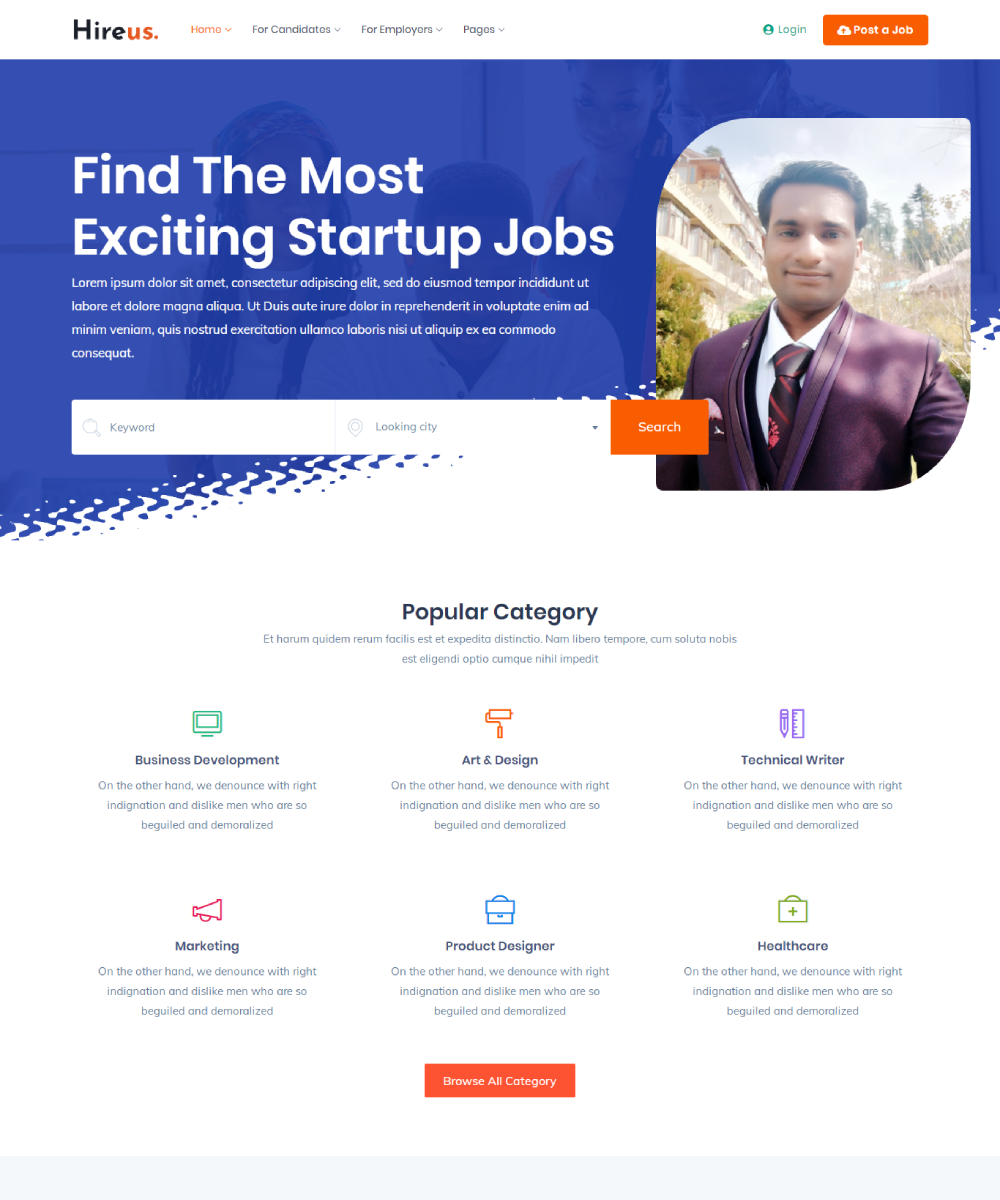 Hireus.
Home
For Candidates
For Employers
Pages
Login
Post a Job
Find The Most
Exciting Startup Jobs
Lorem ipsum dolor sit amet, consectetur adipiscing elit, sed do eiusmod tempor incididunt ut
labore et dolore magna aliqua. Ut Duis aute irure dolor in reprehenderit in voluptate enim ad
minim veniam, quis nostrud exercitation ullamco laboris nisi ut aliquip ex ea commodo
consequat.
Keyword
Looking city
Search
Popular Category
Et harum quidem rerum facilis est et expedita distinctio. Nam libero tempore, cum soluta nobis
est eligendi optio cumque nihil impedit
Business Development
On the other hand, we denounce with right
indignation and dislike men who are so
beguiled and demoralized
Art & Design
On the other hand, we denounce with right
indignation and dislike men who are so
beguiled and demoralized
Technical Writer
On the other hand, we denounce with right
indignation and dislike men who are so
beguiled and demoralized
Marketing
On the other hand, we denounce with right
indignation and dislike men who are so
beguiled and demoralized
Product Designer
On the other hand, we denounce with right
indignation and dislike men who are so
beguiled and demoralized
Healthcare
On the other hand, we denounce with right
indignation and dislike men who are so
beguiled and demoralized
Browse All Category